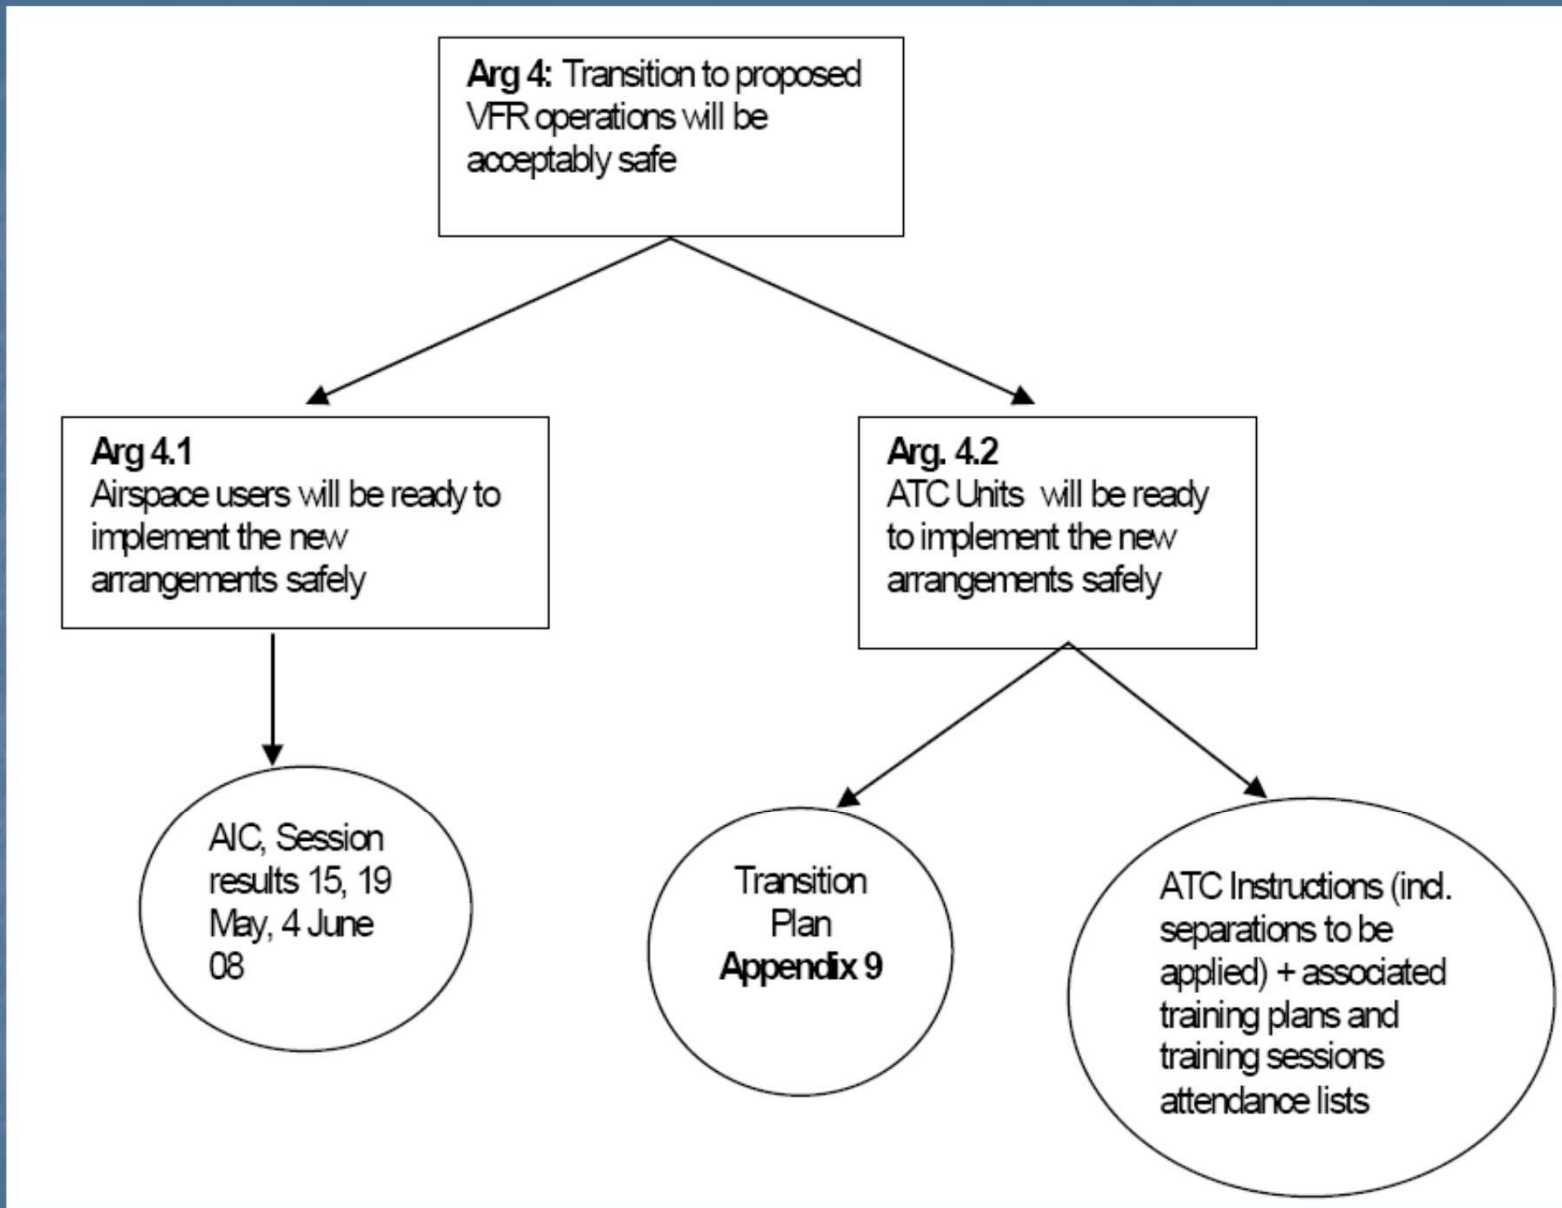 Arg 4: Transition to proposed
VFR operations will be
acceptably safe
Arg 4.1
Airspace users will be ready to
implement the new
arrangements safely
Arg. 4.2
ATC Units will be ready
to implement the new
arrangements safely
AIC, Session
results 15, 19
May, 4 June
08
Transition
Plan
Appendix 9
ATC Instructions (incl.
separations to be
applied) + associated
training plans and
training sessions
attendance lists